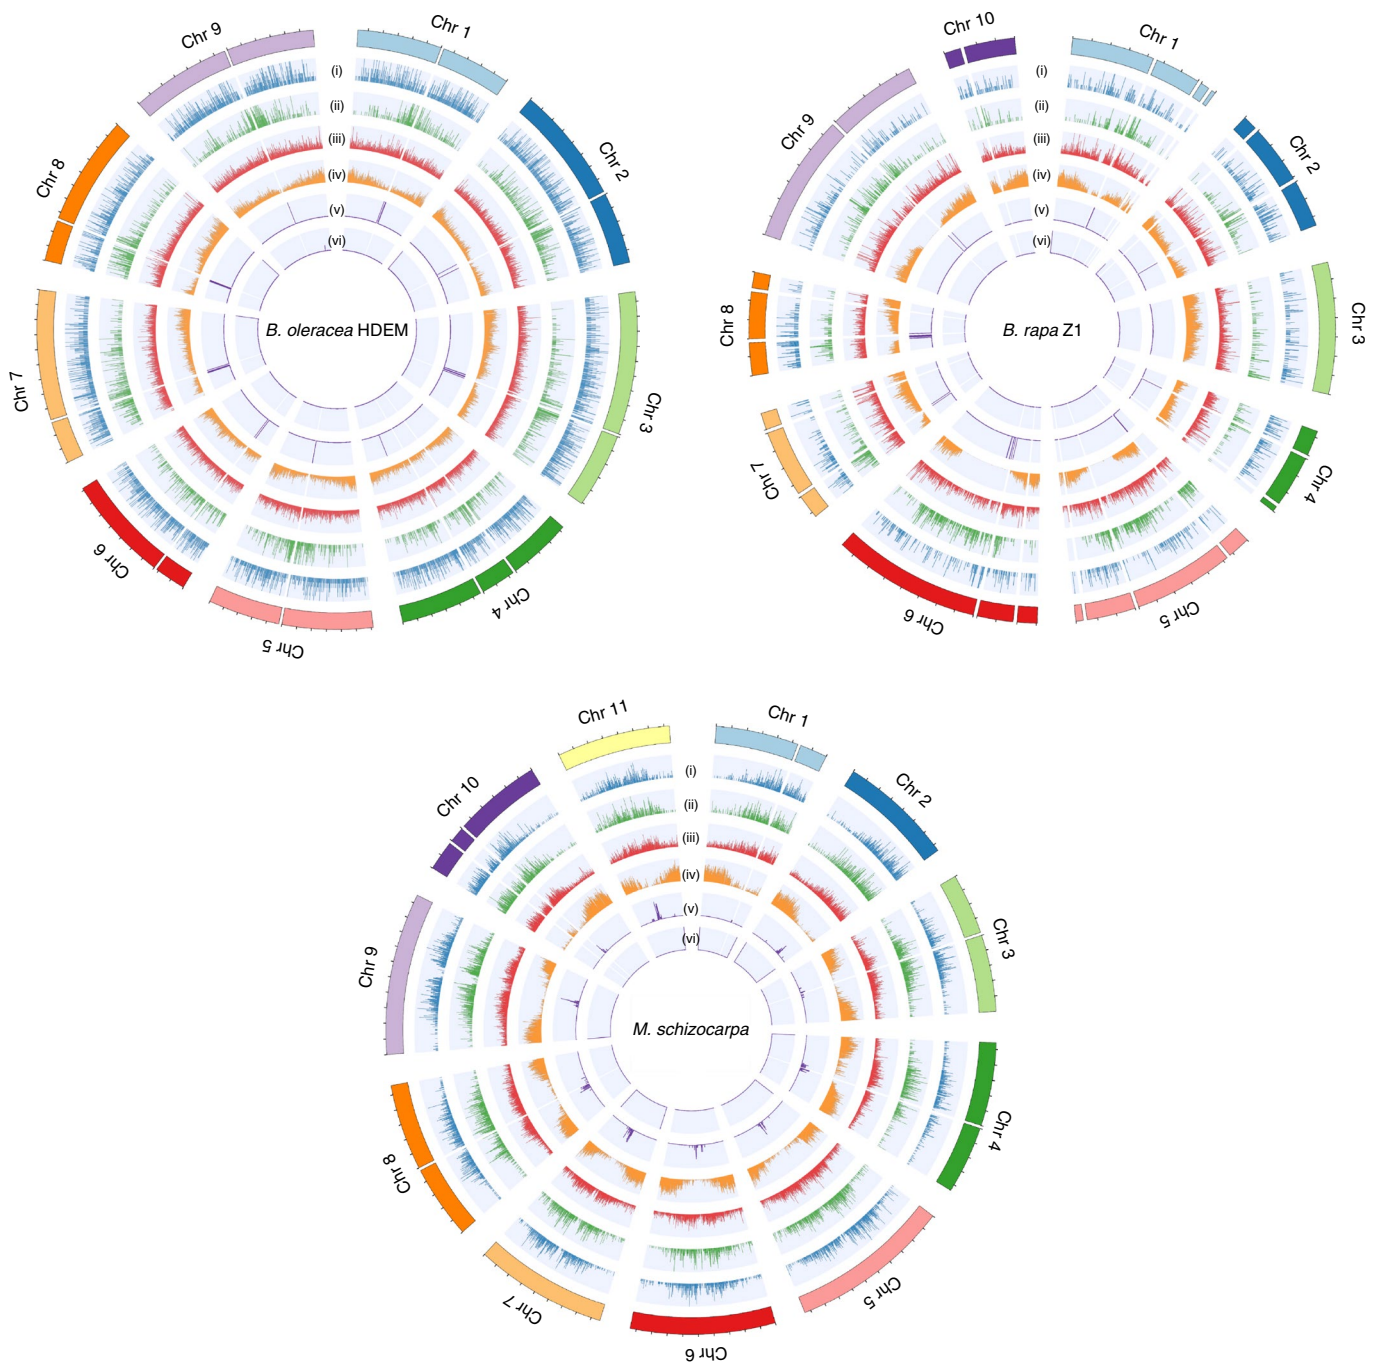 Chr 1
Chr 2
Chr 3
Chr 4
Chr 5
Chr 6
Chr 7
Chr 8
Chr 9
(i)
(ii)
(iii)
(iv)
(v)
(vi)
B. oleracea HDEM
Chr 1
Chr 2
Chr 3
Chr 4
Chr 5
Chr 6
Chr 7
Chr 8
Chr 9
Chr 10
(i)
(ii)
(iii)
(iv)
(v)
(vi)
B. rapa Z1
Chr 1
Chr 2
Chr 3
Chr 4
Chr 5
Chr 6
Chr 7
Chr 8
Chr 9
Chr 10
Chr 11
(i)
(ii)
(iii)
(iv)
(v)
(vi)
M. schizocarpa